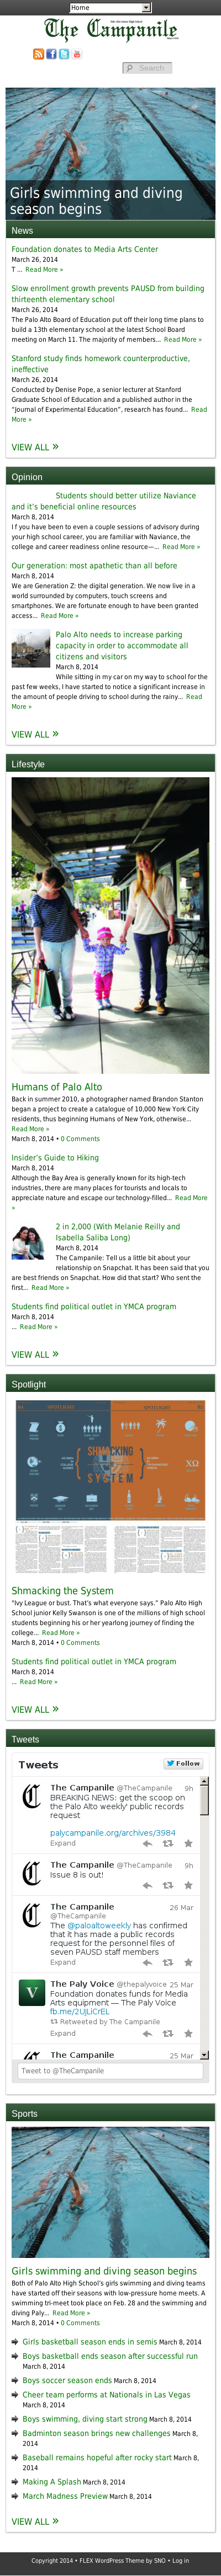 Home
The Campanile
Search
Girls swimming and diving
season begins
News
Foundation donates to Media Arts Center
March 26, 2014
T ... Read More »
Slow enrollment growth prevents PAUSD from building
thirteenth elementary school
March 26, 2014
The Palo Alto Board of Education put off their long time plans to
build a 13th elementary school at the latest School Board
meeting on March 11. The majority of members... Read More »
Stanford study finds homework counterproductive,
ineffective
March 26, 2014
Conducted by Denise Pope, a senior lecturer at Stanford
Graduate School of Education and a published author in the
"Journal of Experimental Education", research has found... Read
More »
VIEW ALL »
Opinion
Students should better utilize Naviance
and it's beneficial online resources
March 8, 2014
I f you have been to even a couple sessions of advisory during
your high school career, you are familiar with Naviance, the
college and career readiness online resource—... Read More »
Our generation: most apathetic than all before
March 8, 2014
We are Generation Z: the digital generation. We now live in a
world surrounded by computers, touch screens and
smartphones. We are fortunate enough to have been granted
access... Read More »
Palo Alto needs to increase parking
capacity in order to accommodate all
citizens and visitors
March 8, 2014
While sitting in my car on my way to school for the
past few weeks, I have started to notice a significant increase in
the amount of people driving to school during the rainy... Read
More »
VIEW ALL »
Lifestyle
Humans of Palo Alto
Back in summer 2010, a photographer named Brandon Stanton
began a project to create a catalogue of 10,000 New York City
residents, thus beginning Humans of New York, otherwise...
Read More »
March 8, 2014 • 0 Comments
Insider's Guide to Hiking
March 8, 2014
Although the Bay Area is generally known for its high-tech
industries, there are many places for tourists and locals to
appreciate nature and escape our technology-filled... Read More
»
2 in 2,000 (With Melanie Reilly and
Isabella Saliba Long)
March 8, 2014
The Campanile: Tell us a little bit about your
relationship on Snapchat. It has been said that you
are best friends on Snapchat. How did that start? Who sent the
first... Read More »
Students find political outlet in YMCA program
March 8, 2014
... Read More »
VIEW ALL »
Spotlight
SPOTLIGHT
SPOTLIGHT
SHMACKING
THE
SYSTEM
Shmacking the System
"Ivy League or bust. That's what everyone says." Palo Alto High
School junior Kelly Swanson is one of the millions of high school
students beginning his or her yearlong journey of finding the
college... Read More »
March 8, 2014 • 0 Comments
Students find political outlet in YMCA program
March 8, 2014
... Read More »
VIEW ALL »
Tweets
Tweets
Follow
The Campanile @TheCampanile 9h
BREAKING NEWS: get the scoop on
the Palo Alto weekly' public records
request
palycampanile.org/archives/3984
Expand
The Campanile @TheCampanile 9h
Issue 8 is out!
The Campanile 26 Mar
@TheCampanile
The @paloaltoweekly has confirmed
that it has made a public records
request for the personnel files of
seven PAUSD staff members
Expand
The Paly Voice @thepalyvoice 25 Mar
Foundation donates funds for Media
Arts equipment — The Paly Voice
fb.me/2UJLiCrEL
Retweeted by The Campanile
Expand
The Campanile 25 Mar
Tweet to @TheCampanile
Sports
Girls swimming and diving season begins
Both of Palo Alto High School's girls swimming and diving teams
have started off their seasons with low-pressure home meets. A
swimming tri-meet took place on Feb. 28 and the swimming and
diving Paly... Read More »
March 8, 2014 • 0 Comments
Girls basketball season ends in semis March 8, 2014
Boys basketball ends season after successful run
March 8, 2014
Boys soccer season ends March 8, 2014
Cheer team performs at Nationals in Las Vegas
March 8, 2014
Boys swimming, diving start strong March 8, 2014
Badminton season brings new challenges March 8,
2014
Baseball remains hopeful after rocky start March 8,
2014
Making A Splash March 8, 2014
March Madness Preview March 8, 2014
VIEW ALL »
Copyright 2014 • FLEX WordPress Theme by SNO • Log in